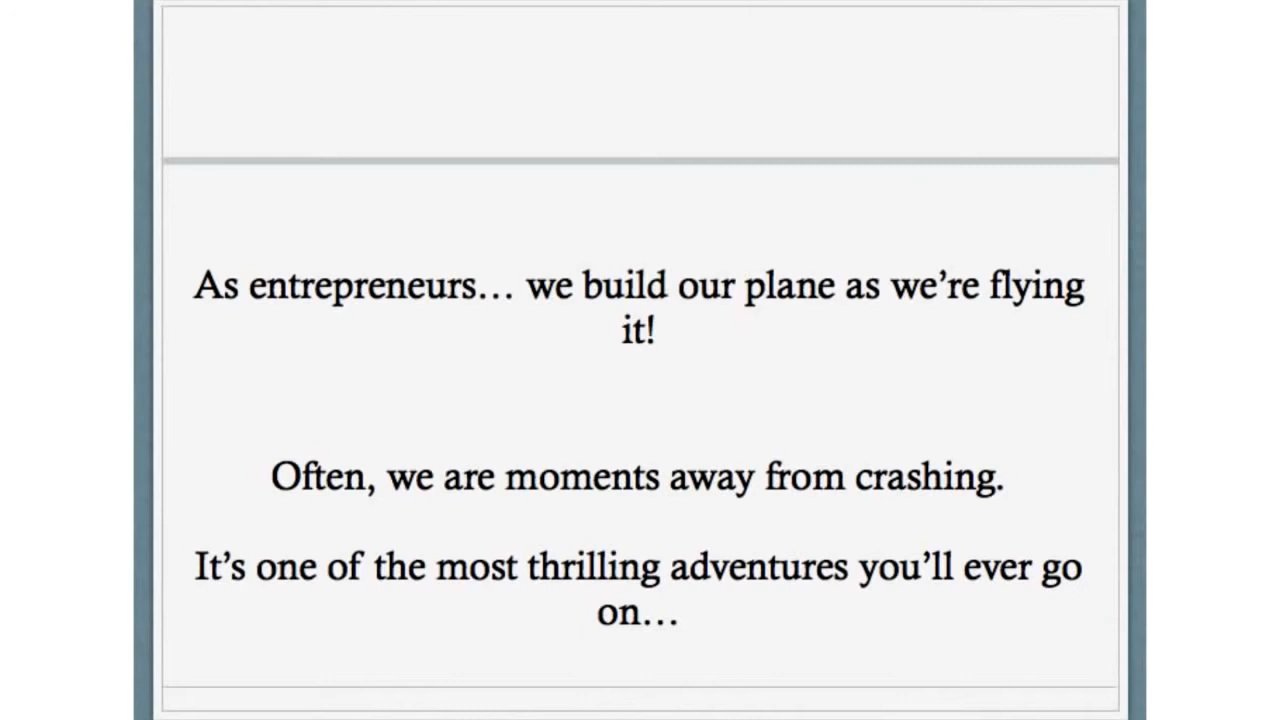 As entrepreneurs… we build our plane as we’re flying
it!
Often, we are moments away from crashing.
It’s one of the most thrilling adventures you’ll ever go
on…